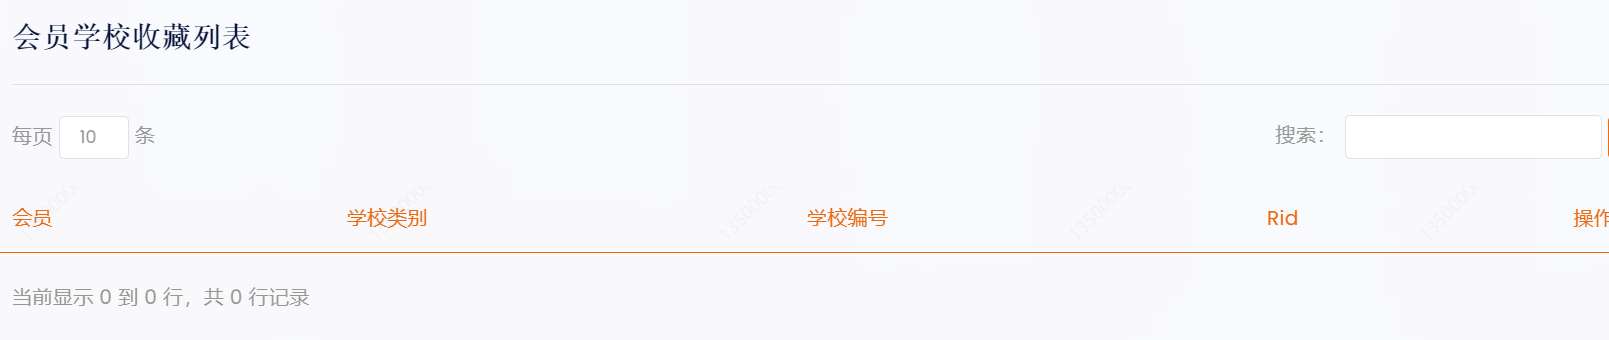 会员学校收藏列表
每页 10 条 搜索：
会员 学校类别 学校编号 Rid 操作
当前显示 0 到 0 行，共 0 行记录